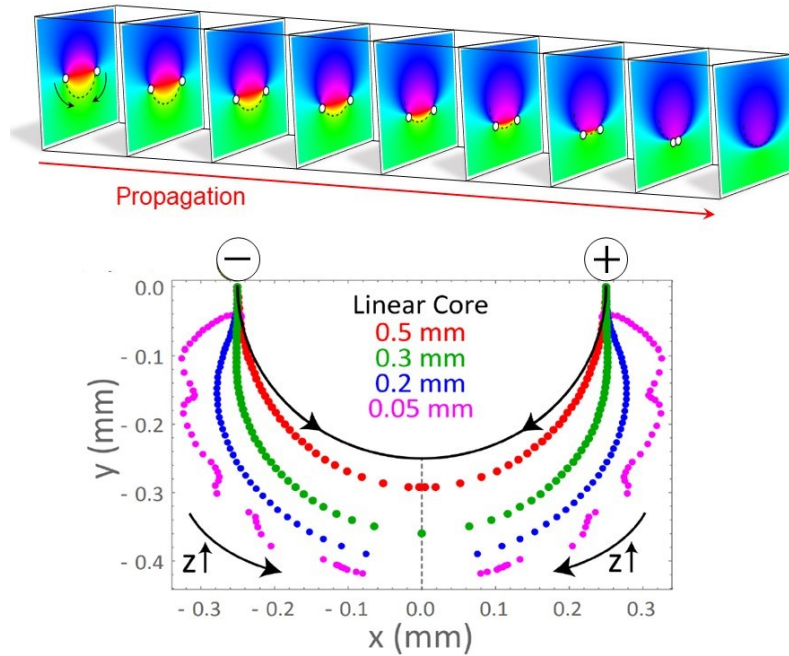 Propagation
−
+
Linear Core
0.5 mm
0.3 mm
0.2 mm
0.05 mm
0.0
- 0.1
- 0.2
- 0.3
- 0.4
y (mm)
z↑
z↑
- 0.3
- 0.2
- 0.1
0.0
0.1
0.2
0.3
x (mm)